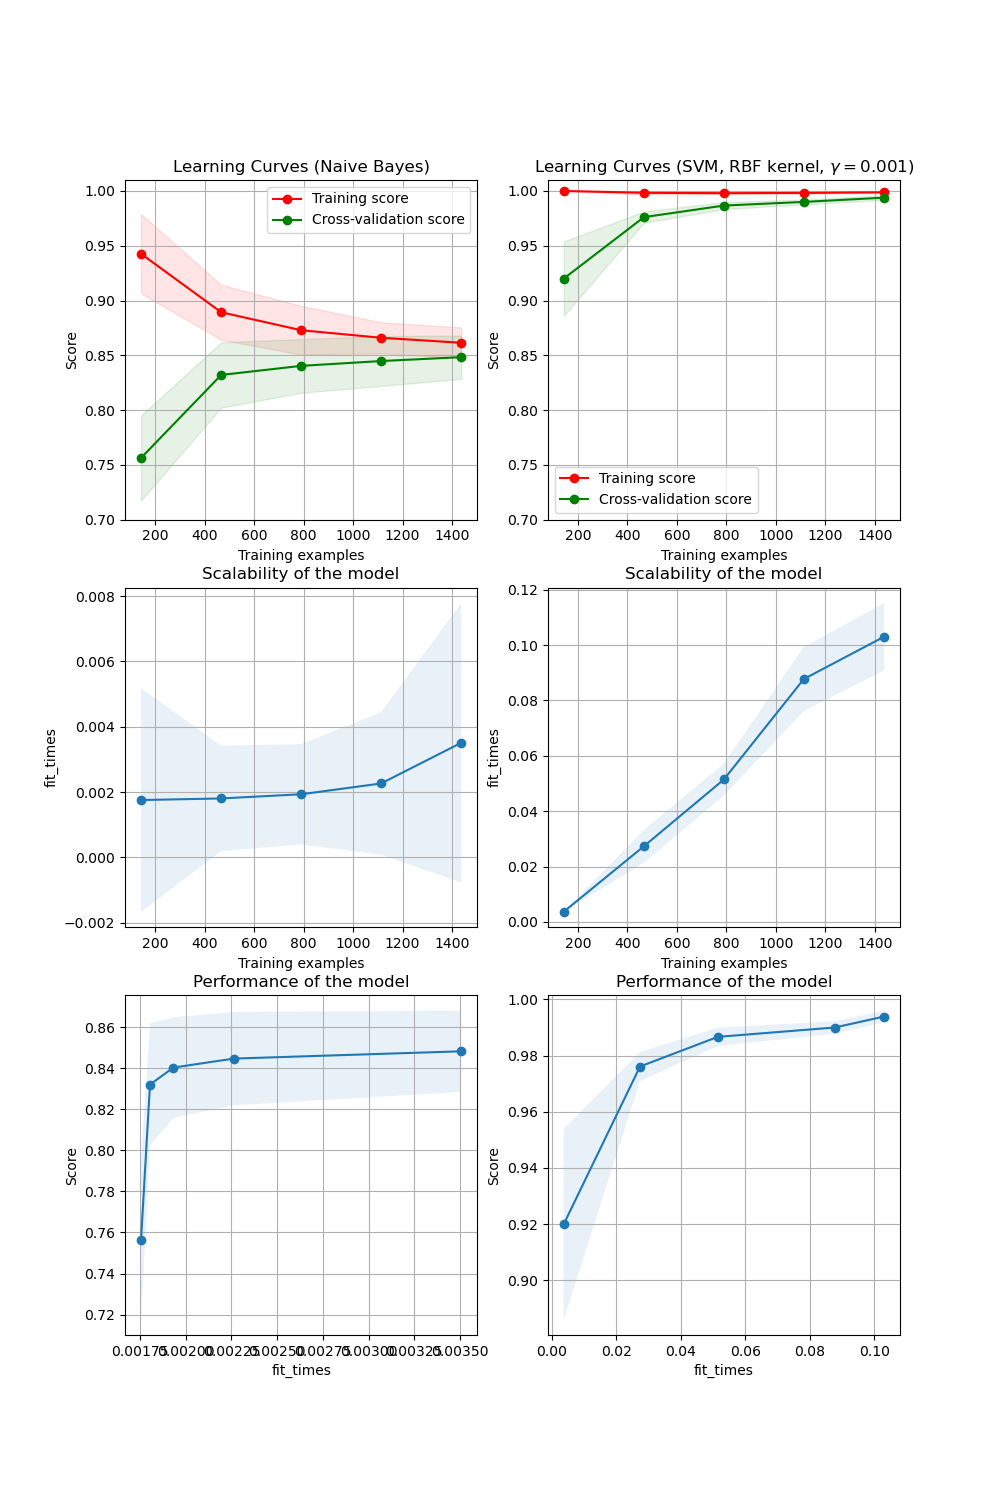 Learning Curves (Naive Bayes)
1.00
0.95
0.90
0.85
0.80
0.75
0.70
Score
Training score
Cross-validation score
200 400 600 800 1000 1200 1400
Training examples
Learning Curves (SVM, RBF kernel, γ = 0.001)
1.00
0.95
0.90
0.85
0.80
0.75
0.70
Score
Training score
Cross-validation score
200 400 600 800 1000 1200 1400
Training examples
Scalability of the model
0.008
0.006
0.004
0.002
0.000
−0.002
fit_times
200 400 600 800 1000 1200 1400
Training examples
Scalability of the model
0.12
0.10
0.08
0.06
0.04
0.02
0.00
fit_times
200 400 600 800 1000 1200 1400
Training examples
Performance of the model
0.86
0.84
0.82
0.80
0.78
0.76
0.74
0.72
Score
0.00175 0.00200 0.00225 0.00250 0.00275 0.00300 0.00325 0.00350
fit_times
Performance of the model
1.00
0.98
0.96
0.94
0.92
0.90
Score
0.00 0.02 0.04 0.06 0.08 0.10
fit_times